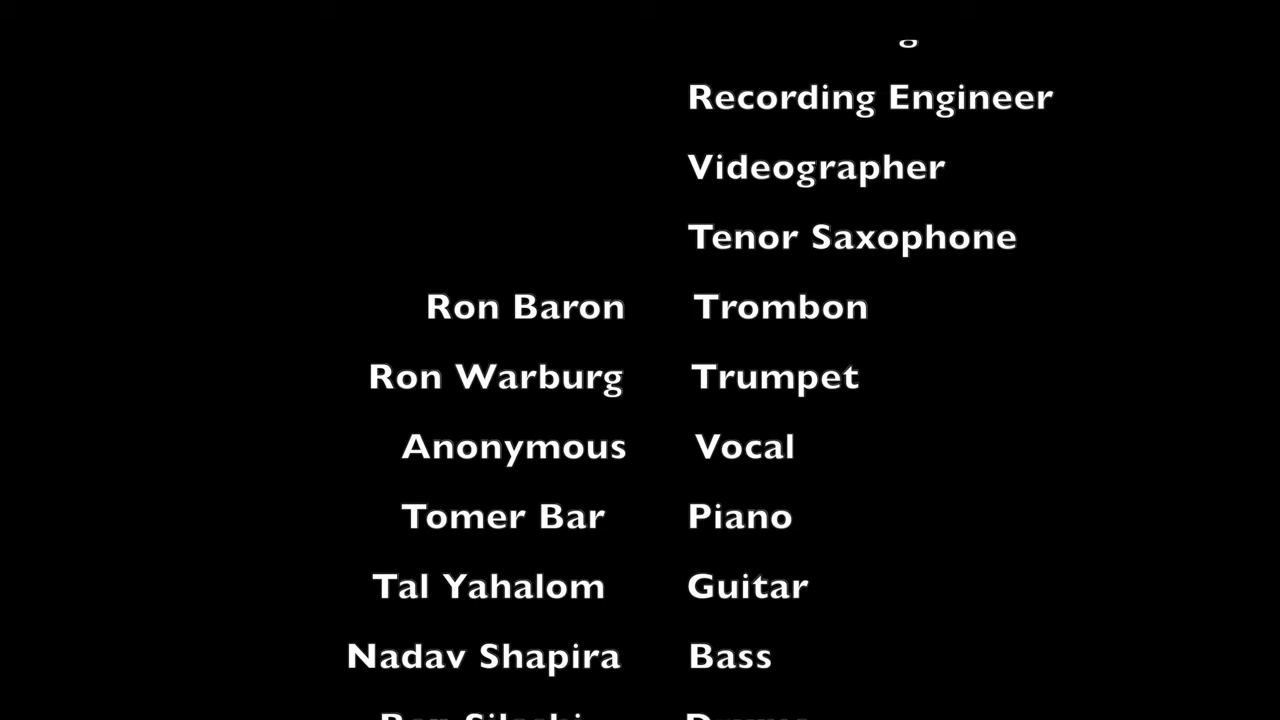 Recording Engineer
Videographer
Tenor Saxophone
Ron Baron Trombon
Ron Warburg Trumpet
Anonymous Vocal
Tomer Bar Piano
Tal Yahalom Guitar
Nadav Shapira Bass